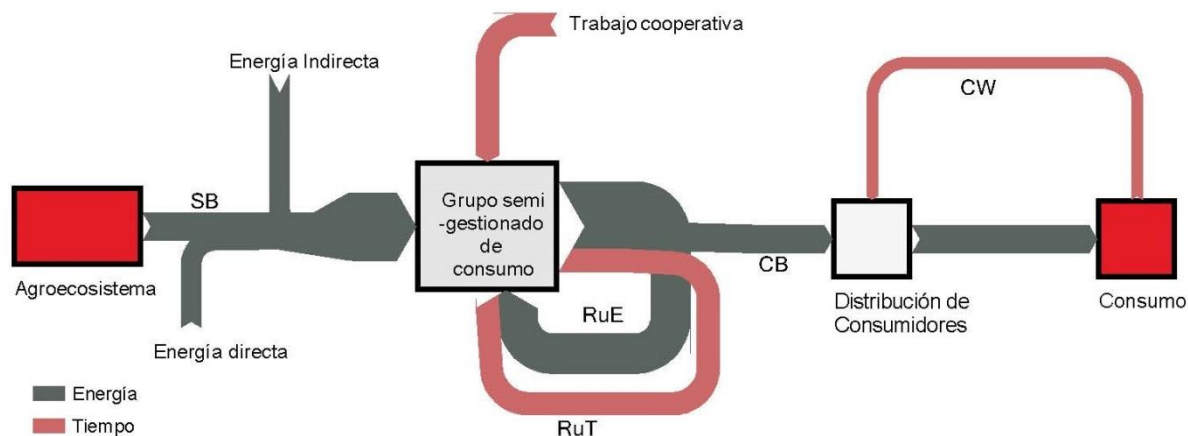 Trabajo cooperativa
Energía Indirecta
CW
SB
Grupo semi
-gestionado
de
consumo
CB
Agroecosistema
Distribución de
Consumidores
Consumo
RuE
Energía directa
Energía
Tiempo
RuT